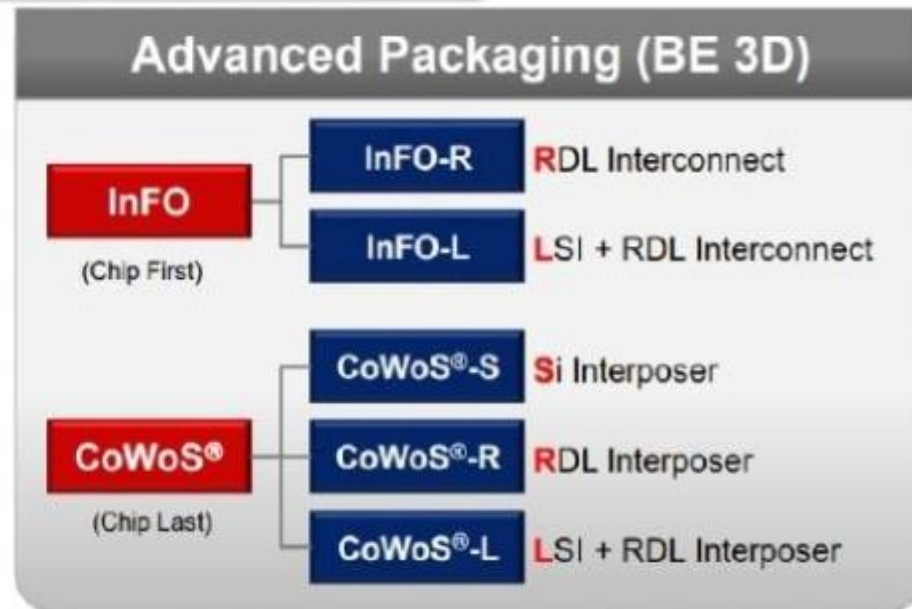 Advanced Packaging (BE 3D)
InFO
(Chip First)
InFO-R
RDL Interconnect
InFO-L
LSI + RDL Interconnect
CoWoS®
(Chip Last)
CoWoS®-S
Si Interposer
CoWoS®-R
RDL Interposer
CoWoS®-L
LSI + RDL Interposer